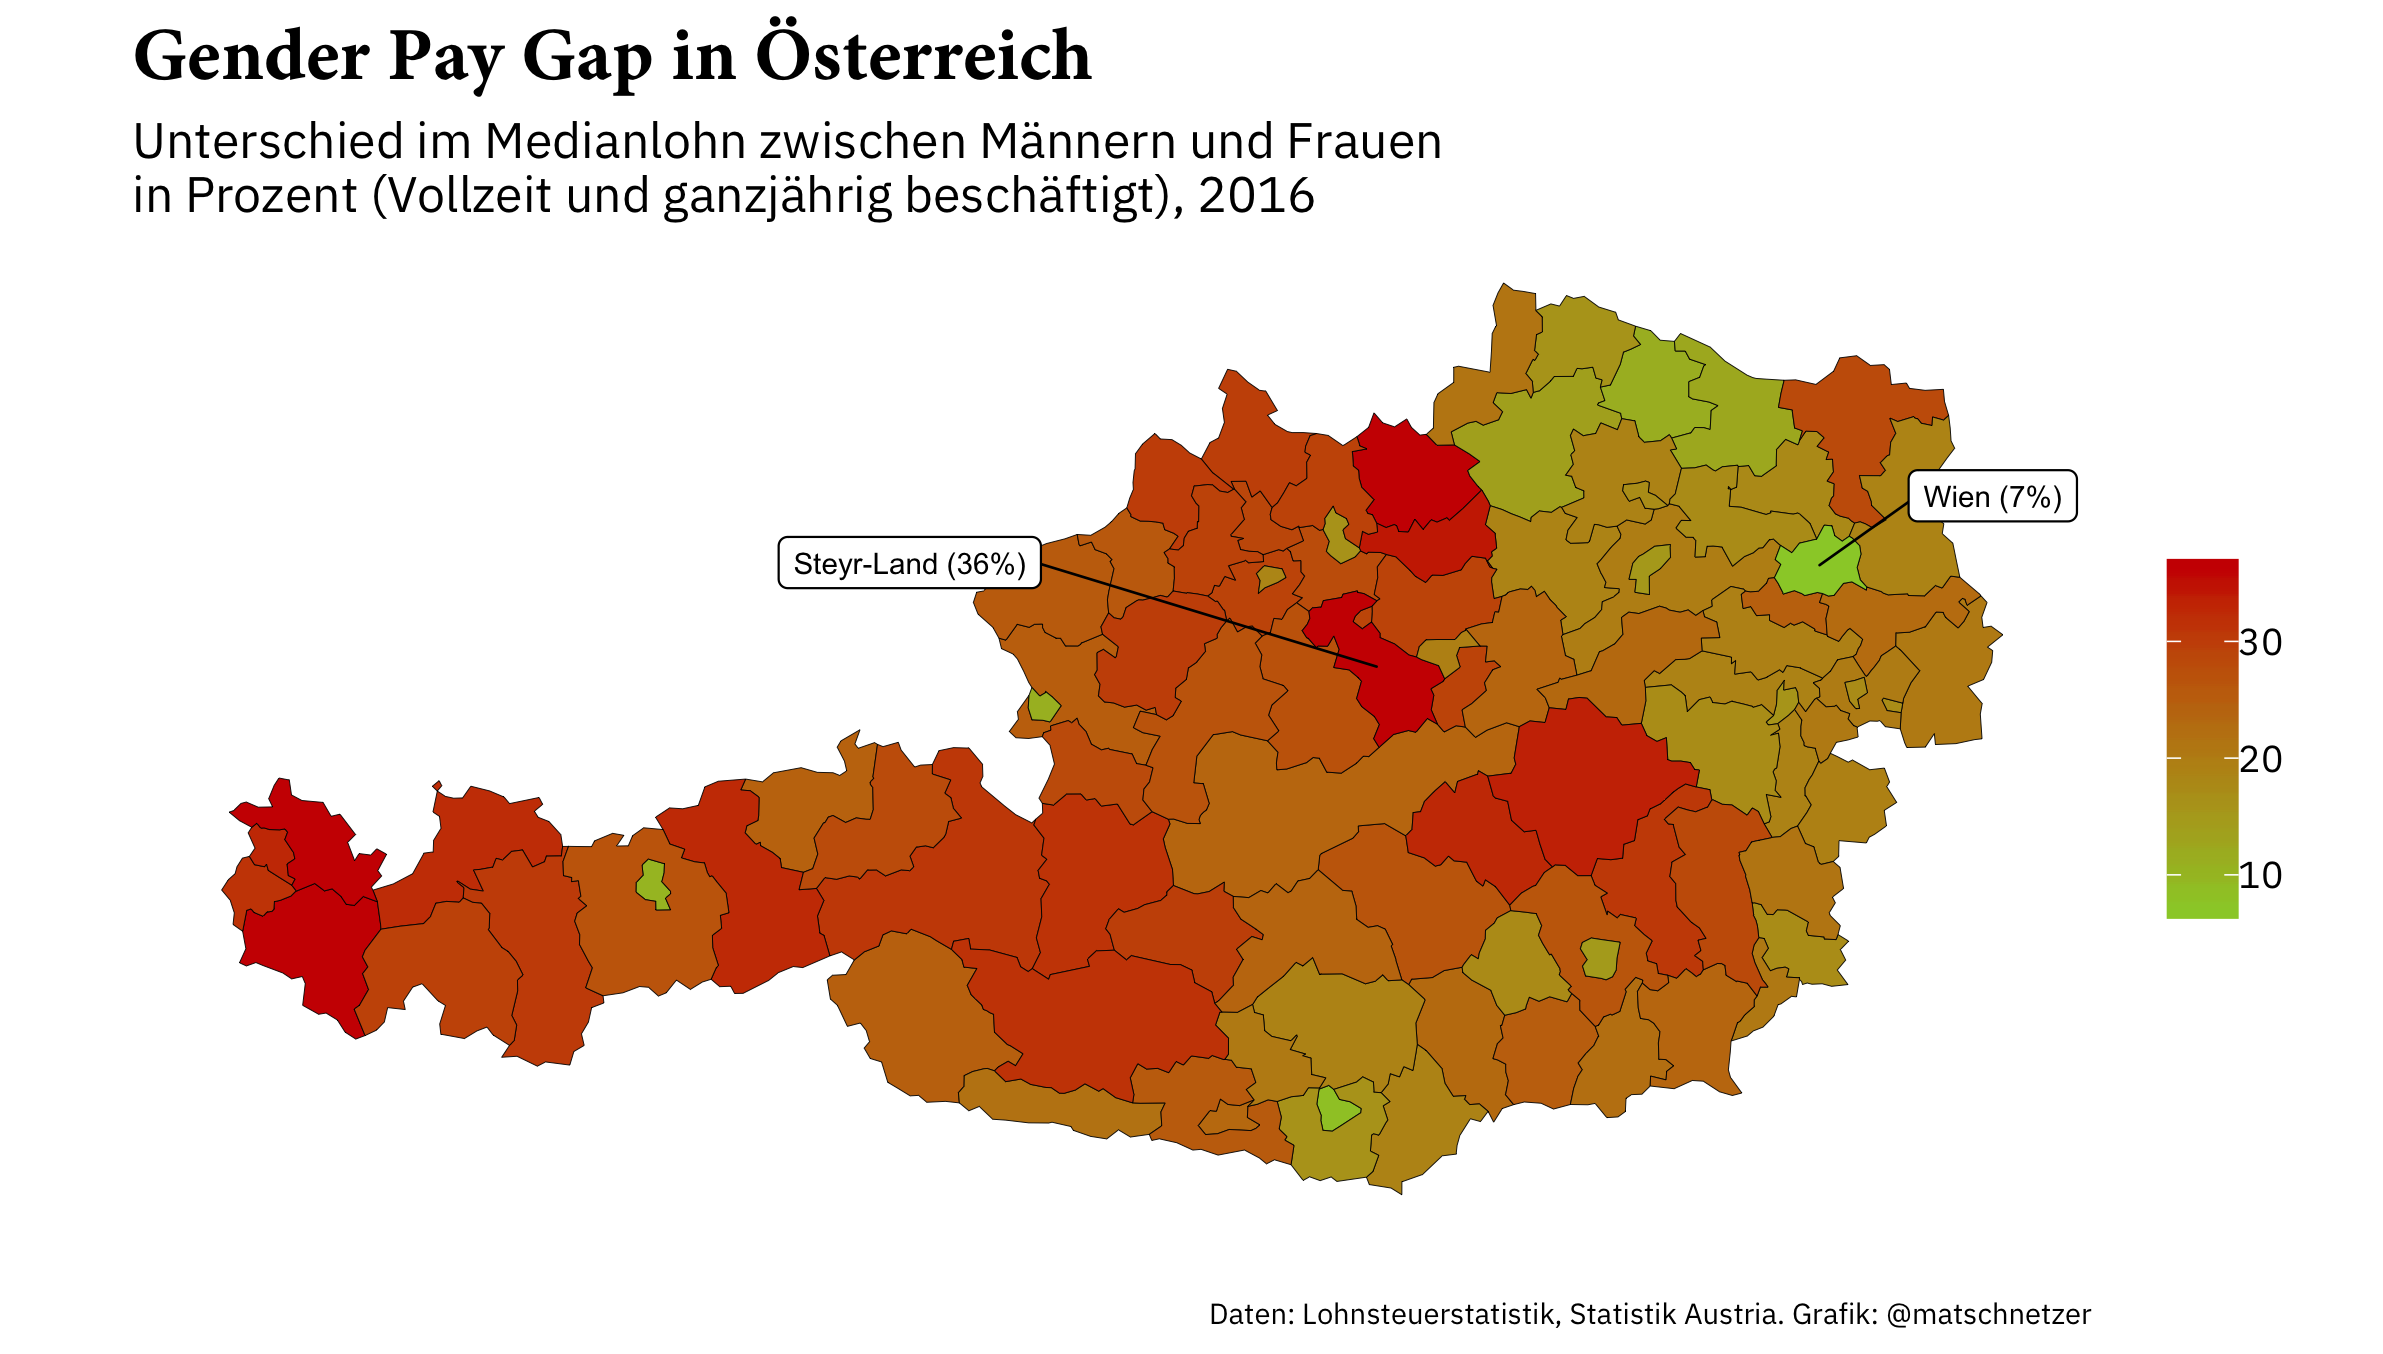 Gender Pay Gap in Österreich
Unterschied im Medianlohn zwischen Männern und Frauen
in Prozent (Vollzeit und ganzjährig beschäftigt), 2016
Wien (7%)
Steyr-Land (36%)
30
20
10
Daten: Lohnsteuerstatistik, Statistik Austria. Grafik: @matschnetzer